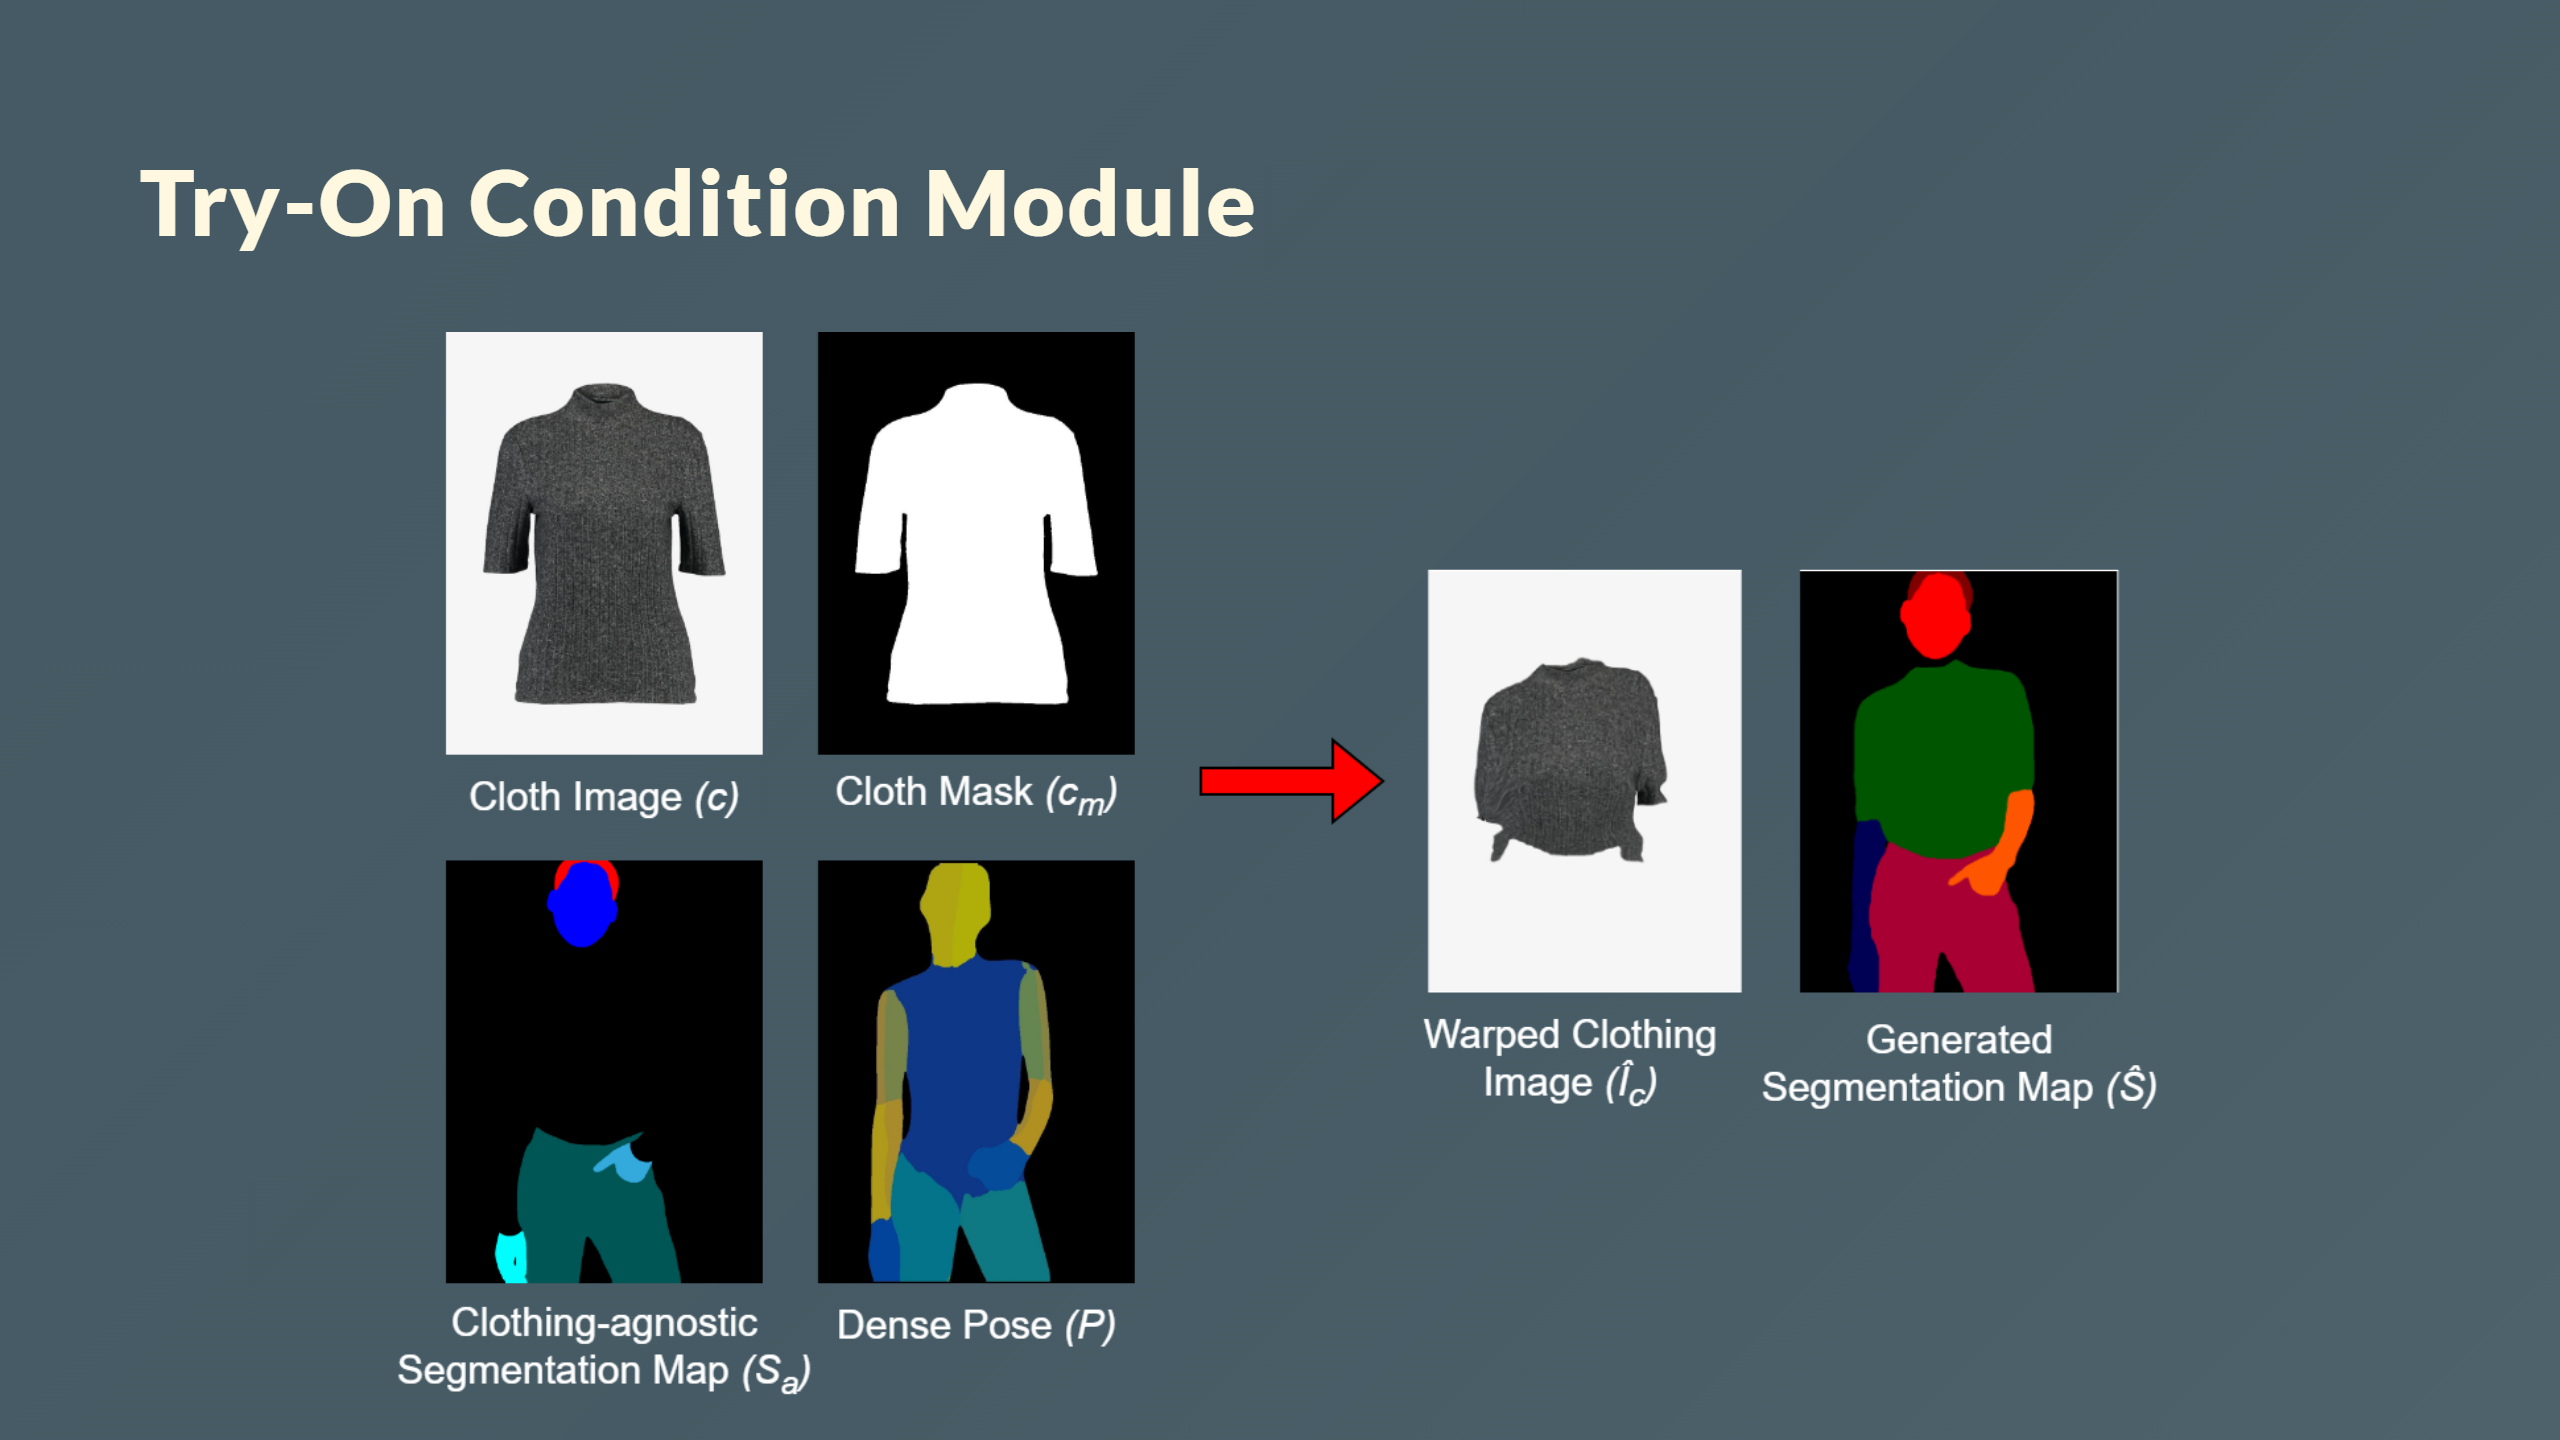 Try-On Condition Module
Cloth Image (c)
Cloth Mask (cₘ)
Clothing-agnostic
Segmentation Map (Sₐ)
Dense Pose (P)
Warped Clothing
Image (Î_c)
Generated
Segmentation Map (Ŝ)